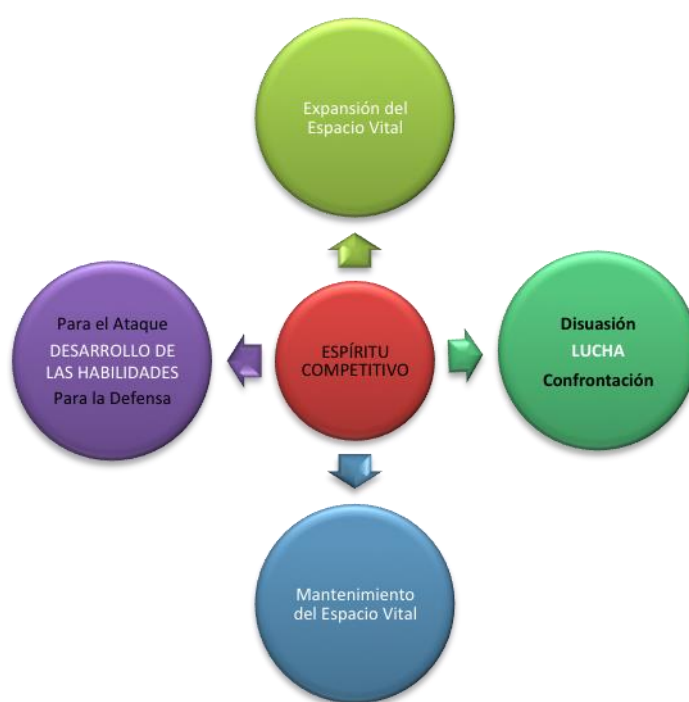 Expansión del
Espacio Vital
Para el Ataque
DESARROLLO DE
LAS HABILIDADES
Para la Defensa
ESPÍRITU
COMPETITIVO
Disuasión
LUCHA
Confrontación
Mantenimiento
del Espacio Vital